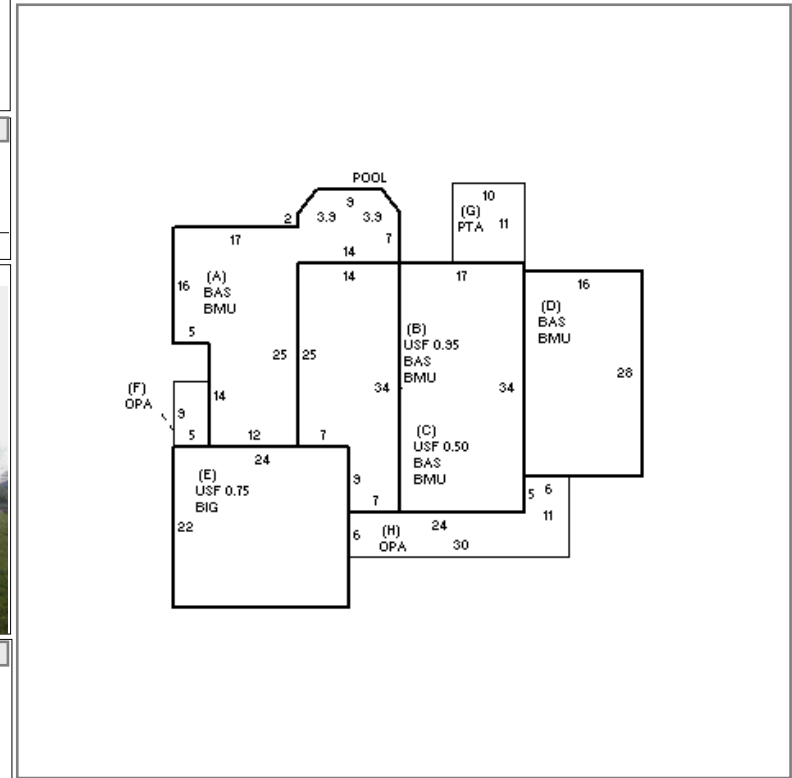 POOL
9
2
3.9
3.9
7
17
14
10
(G)
PTA
11
16
(A)
BAS
BMU
5
14
17
16
(D)
BAS
BMU
28
(B)
USF 0.95
BAS
BMU
25
25
34
34
(F)
OPA
14
9
5
12
7
(C)
USF 0.50
BAS
BMU
24
(E)
USF 0.75
BIG
22
9
7
5
6
11
6
(H)
OPA
24
30